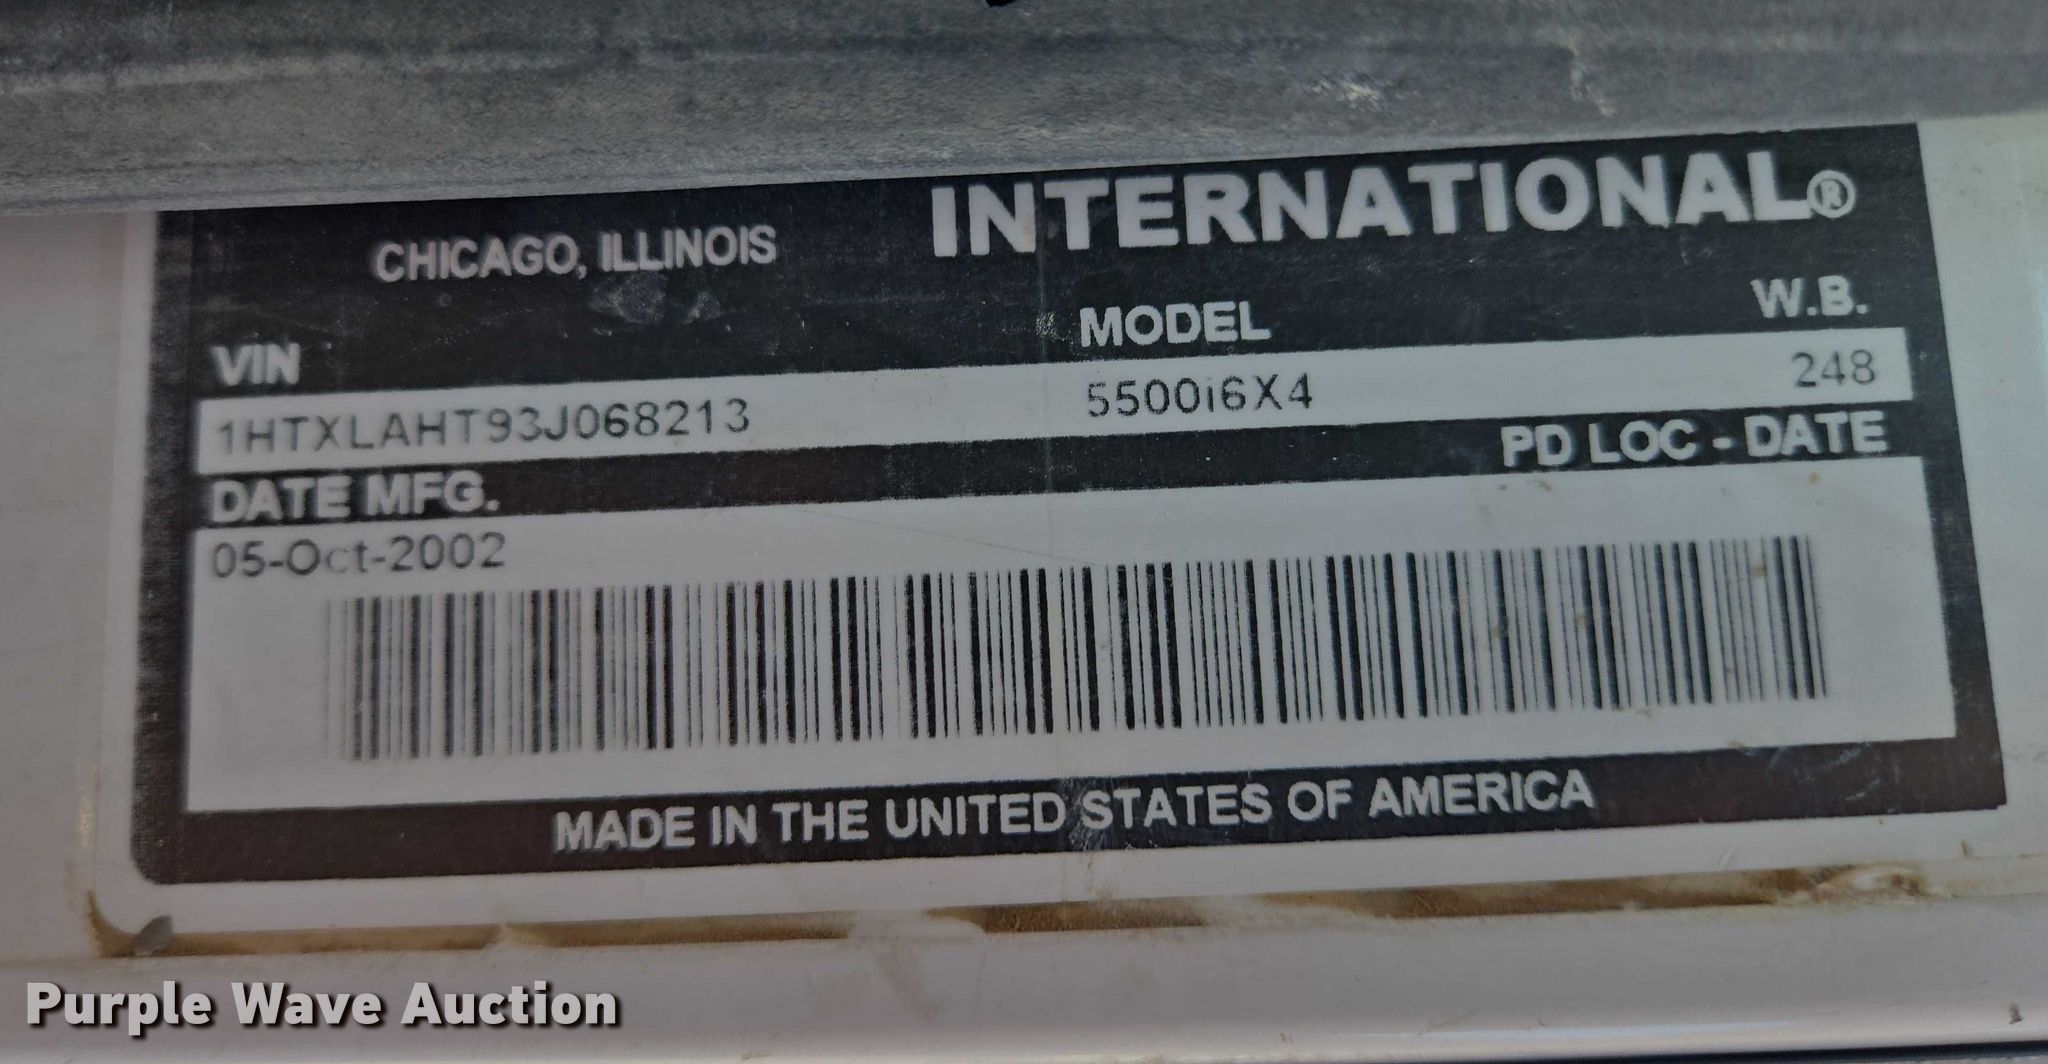 INTERNATIONAL®
CHICAGO, ILLINOIS
VIN MODEL W.B.
1HTXLAHT93J068213 5500i6X4 248
DATE MFG. PD LOC - DATE
05-Oct-2002
MADE IN THE UNITED STATES OF AMERICA
Purple Wave Auction